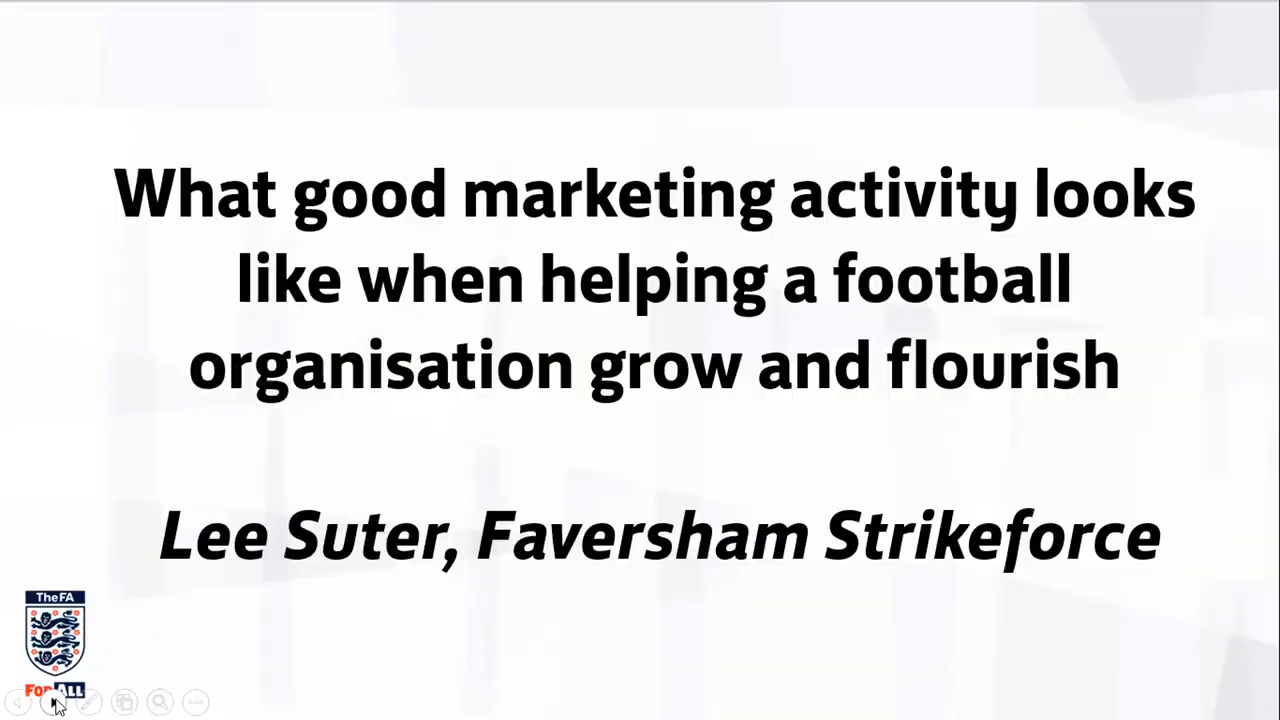 What good marketing activity looks
like when helping a football
organisation grow and flourish
Lee Suter, Faversham Strikeforce
The FA
For ALL